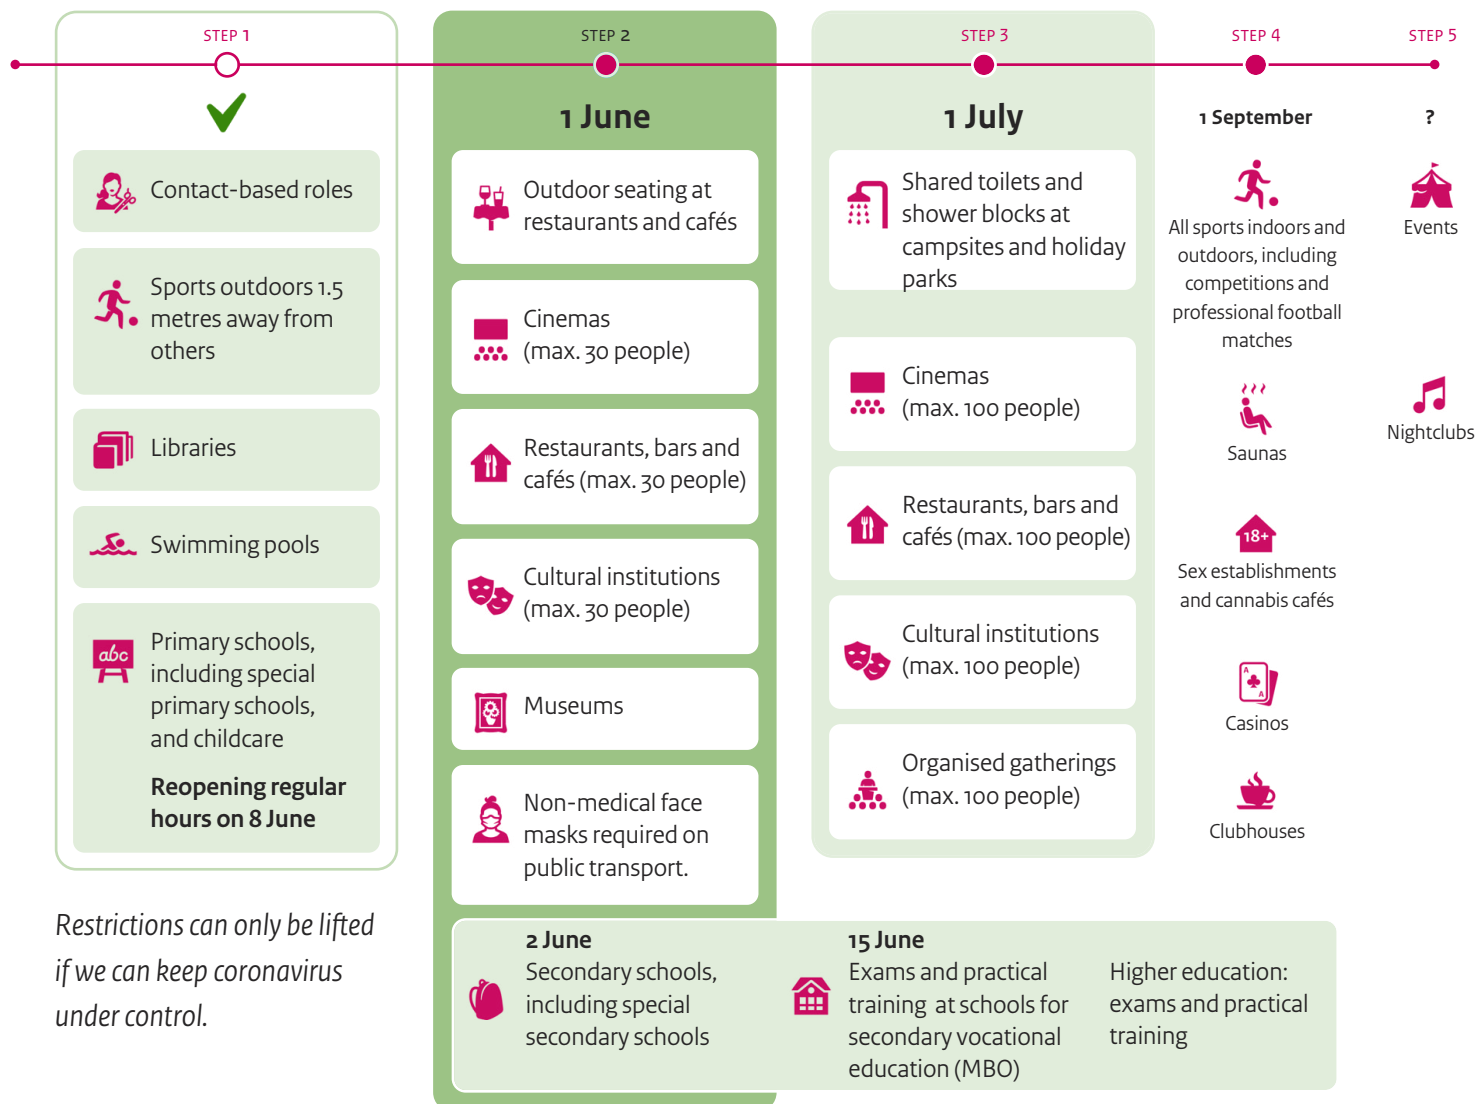 STEP 1
✓
Contact-based roles
Sports outdoors 1.5
metres away from
others
Libraries
Swimming pools
abc
Primary schools,
including special
primary schools,
and childcare
Reopening regular
hours on 8 June
Restrictions can only be lifted
if we can keep coronavirus
under control.
STEP 2
1 June
Outdoor seating at
restaurants and cafés
Cinemas
(max. 30 people)
Restaurants, bars and
cafés (max. 30 people)
Cultural institutions
(max. 30 people)
Museums
Non-medical face
masks required on
public transport.
2 June
Secondary schools,
including special
secondary schools
15 June
Exams and practical
training at schools for
secondary vocational
education (MBO)
Higher education:
exams and practical
training
STEP 3
1 July
Shared toilets and
shower blocks at
campsites and holiday
parks
Cinemas
(max. 100 people)
Restaurants, bars and
cafés (max. 100 people)
Cultural institutions
(max. 100 people)
Organised gatherings
(max. 100 people)
STEP 4
1 September
All sports indoors and
outdoors, including
competitions and
professional football
matches
Saunas
18+
Sex establishments
and cannabis cafés
A
A
Casinos
Clubhouses
STEP 5
?
Events
Nightclubs